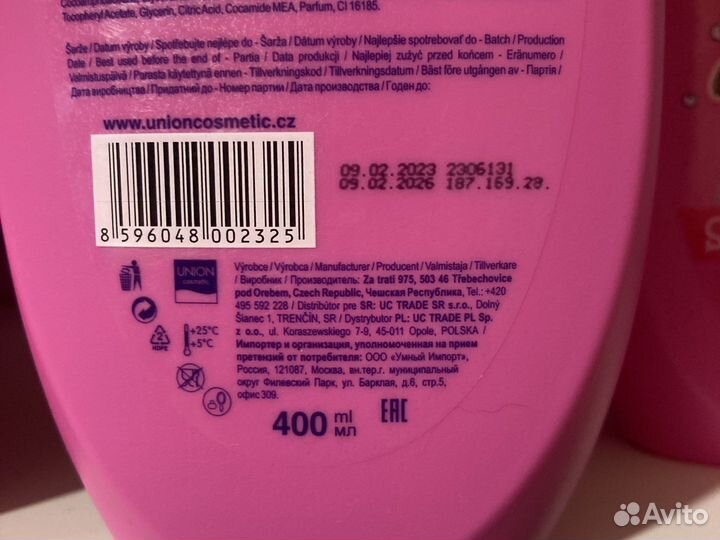 Tocopheryl Acetate, Glycerin, Citric Acid, Cocamide MEA, Parfum, CI 16185.
Šarže / Datum výroby / Spotřebujte nejlépe do - Šarža / Dátum výroby / Najlepšie spotrebovať do - Batch / Production
Date / Best used before the end of - Partia / Data produkcji / Najlepiej zużyć przed końcem - Eränumero /
Valmistuspäivä / Parasta käytettynä ennen - Tillverkningskod / Tillverkningsdatum / Bäst före utgången av - Партія /
Дата виробництва / Придатний до - Номер партии / Дата производства / Годен до:
www.unioncosmetic.cz
09.02.2023 2306131
09.02.2026 187.169.28.
8 596048 002325
UNION
cosmetic
Výrobce / Výrobca / Manufacturer / Producent / Valmistaja / Tillverkare
/ Виробник / Производитель: Za tratí 975, 503 46 Třebechovice
pod Orebem, Czech Republic, Чешская Республика, Tel.: +420
495 592 228 / Distribútor pre SR: UC TRADE SR s.r.o., Dolný
Šianec 1, TRENČÍN, SR / Dystrybutor PL: UC TRADE PL Sp.
z o.o., ul. Koraszewskiego 7-9, 45-011 Opole, POLSKA /
Импортер и организация, уполномоченная на прием
претензий от потребителя: ООО «Умный Импорт»,
Россия, 121087, Москва, вн.тер.г. муниципальный
округ Филевский Парк, ул. Барклая, д.6, стр.5,
офис 309.
+25°C
+5°C
2
HDPE
400 ml
мл
EAC
Avito